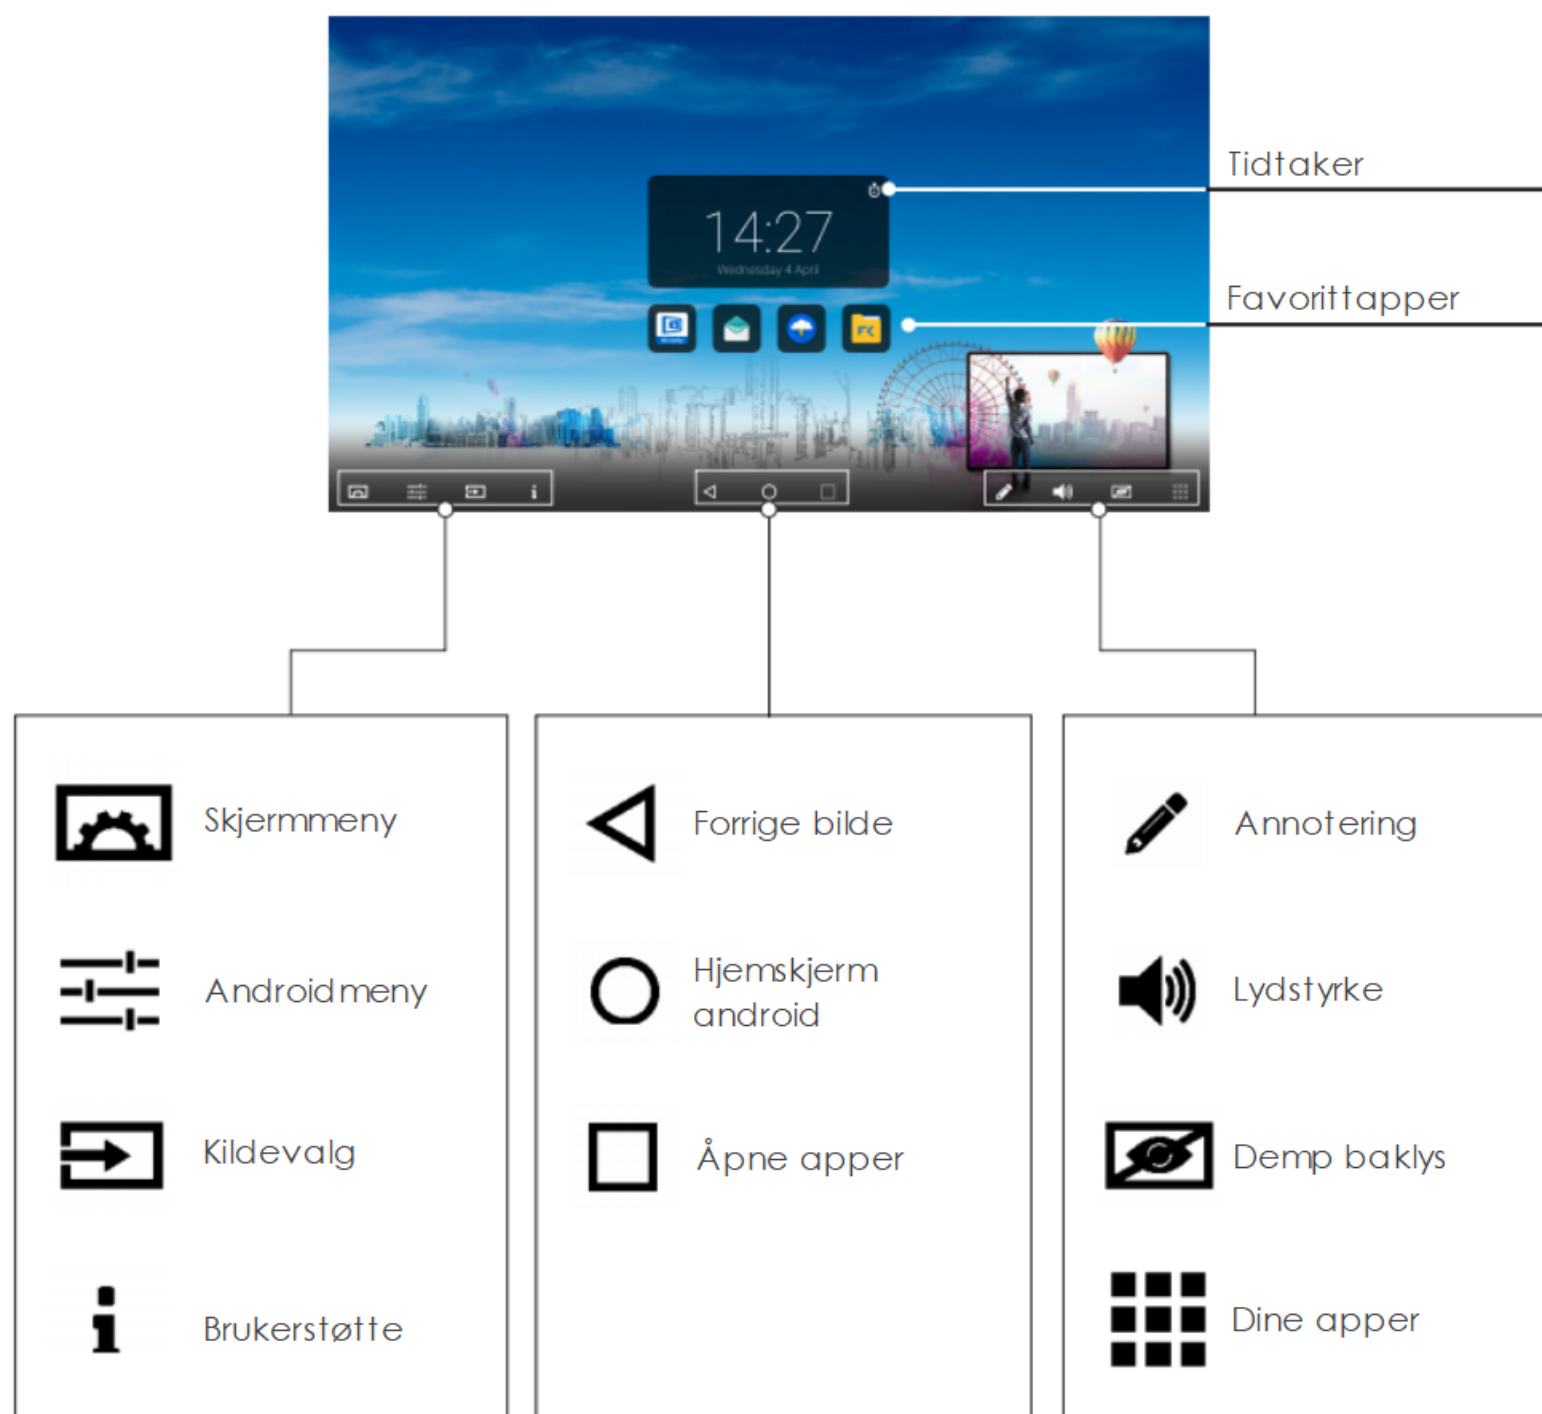 Tidtaker
14:27
Wednesday 4 April
Favorittapper
FX
Skjermmeny
Androidmeny
Kildevalg
Brukerstøtte
Forrige bilde
Hjemskjerm
android
Åpne apper
Annotering
Lydstyrke
Demp baklys
Dine apper